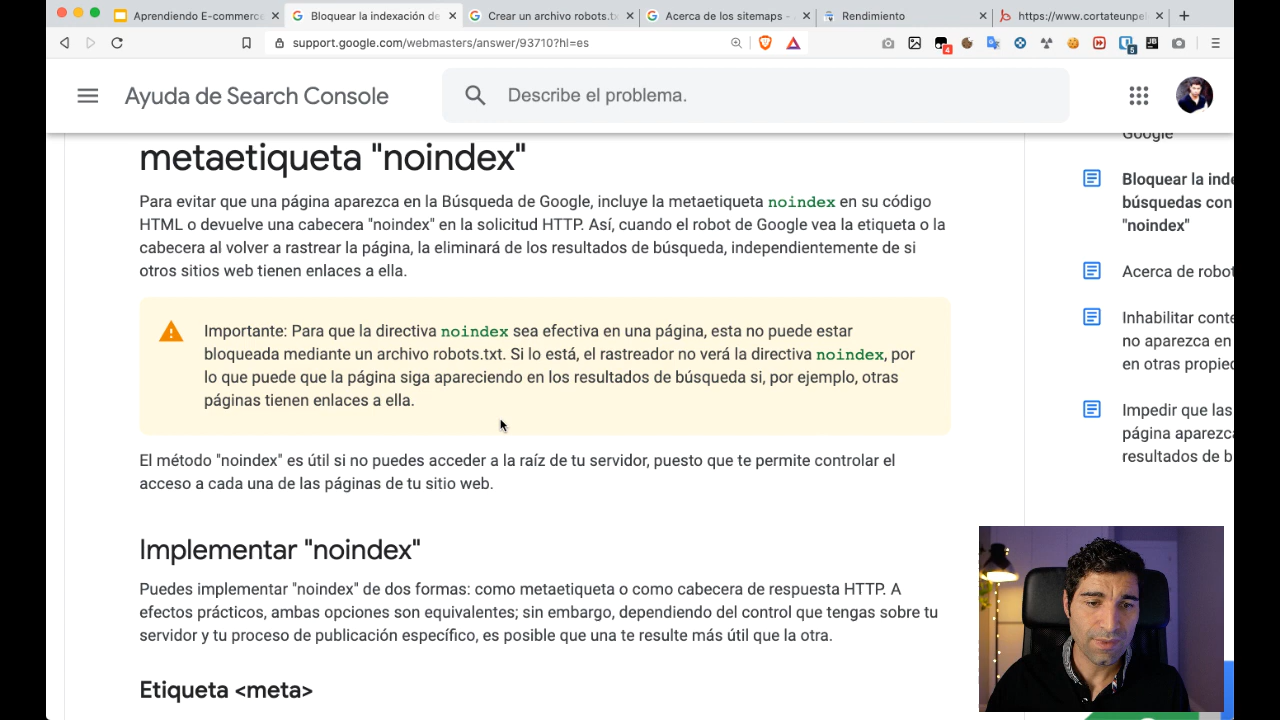 Aprendiendo E-commerce
Bloquear la indexación de
Crear un archivo robots.tx
Acerca de los sitemaps -
Rendimiento
https://www.cortateunpel
support.google.com/webmasters/answer/93710?hl=es
4
5
JB
Ayuda de Search Console
Describe el problema.
metaetiqueta "noindex"
Para evitar que una página aparezca en la Búsqueda de Google, incluye la metaetiqueta noindex en su código
HTML o devuelve una cabecera "noindex" en la solicitud HTTP. Así, cuando el robot de Google vea la etiqueta o la
cabecera al volver a rastrear la página, la eliminará de los resultados de búsqueda, independientemente de si
otros sitios web tienen enlaces a ella.
Importante: Para que la directiva noindex sea efectiva en una página, esta no puede estar
bloqueada mediante un archivo robots.txt. Si lo está, el rastreador no verá la directiva noindex, por
lo que puede que la página siga apareciendo en los resultados de búsqueda si, por ejemplo, otras
páginas tienen enlaces a ella.
El método "noindex" es útil si no puedes acceder a la raíz de tu servidor, puesto que te permite controlar el
acceso a cada una de las páginas de tu sitio web.
Implementar "noindex"
Puedes implementar "noindex" de dos formas: como metaetiqueta o como cabecera de respuesta HTTP. A
efectos prácticos, ambas opciones son equivalentes; sin embargo, dependiendo del control que tengas sobre tu
servidor y tu proceso de publicación específico, es posible que una te resulte más útil que la otra.
Etiqueta <meta>
Google
Bloquear la inde
búsquedas con
"noindex"
Acerca de robot
Inhabilitar conte
no aparezca en
en otras propied
Impedir que las
página aparezca
resultados de b